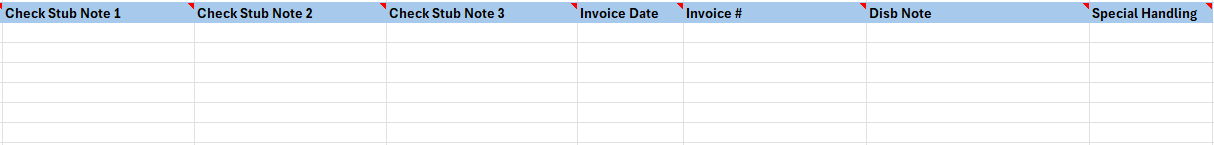 Check Stub Note 1 Check Stub Note 2 Check Stub Note 3 Invoice Date Invoice # Disb Note Special Handling